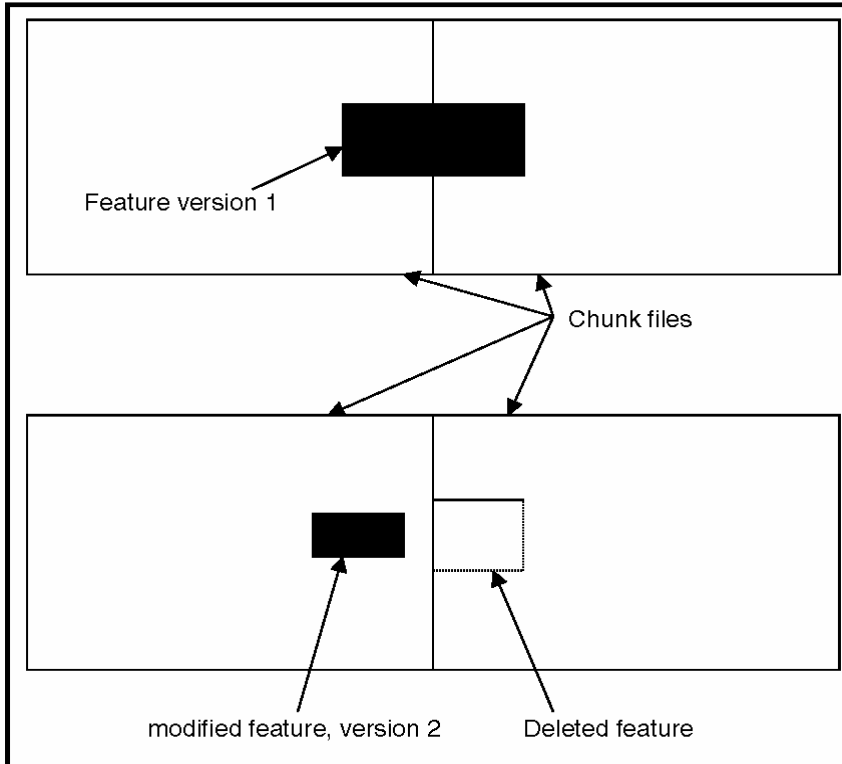 Feature version 1
Chunk files
modified feature, version 2
Deleted feature